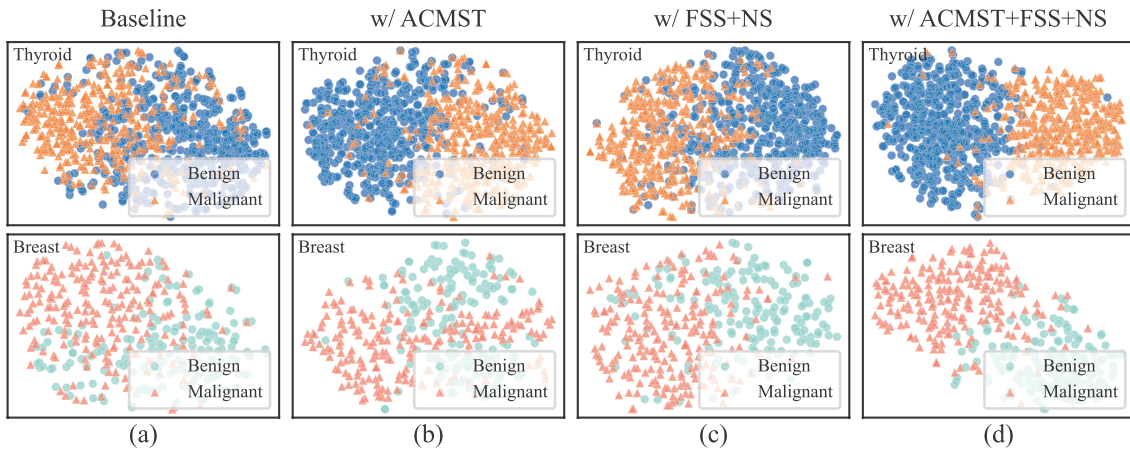 Baseline
w/ ACMST
w/ FSS+NS
w/ ACMST+FSS+NS
Thyroid
Benign
Malignant
Thyroid
Benign
Malignant
Thyroid
Benign
Malignant
Thyroid
Benign
Malignant
Breast
Benign
Malignant
Breast
Benign
Malignant
Breast
Benign
Malignant
Breast
Benign
Malignant
(a)
(b)
(c)
(d)